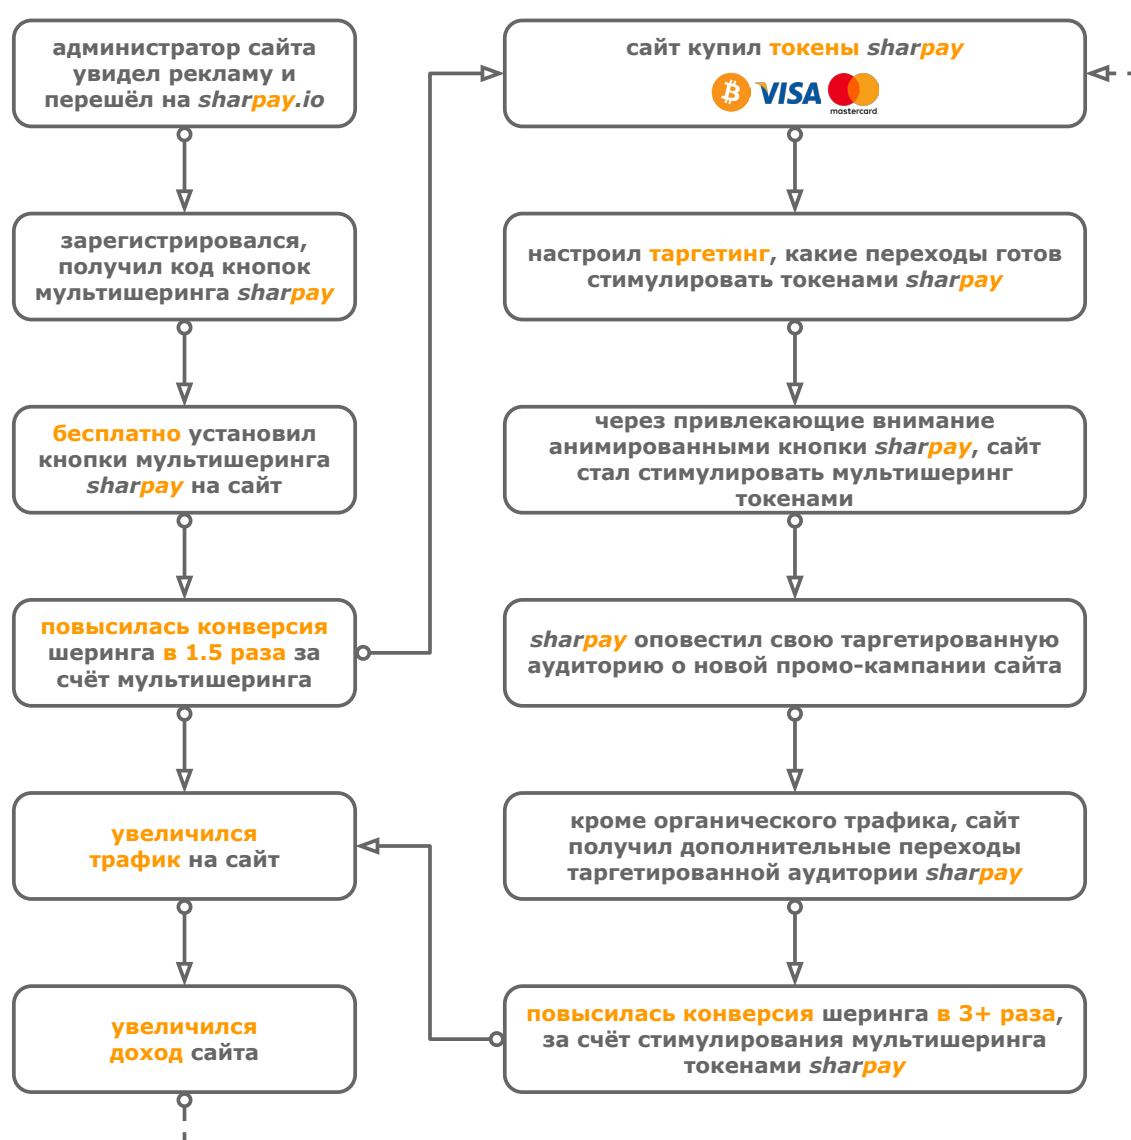 администратор сайта
увидел рекламу и
перешёл на sharpay.io
зарегистрировался,
получил код кнопок
мультишеринга sharpay
бесплатно установил
кнопки мультишеринга
sharpay на сайт
повысилась конверсия
шеринга в 1.5 раза за
счёт мультишеринга
увеличился
трафик на сайт
увеличился
доход сайта
сайт купил токены sharpay
VISA
mastercard.
настроил таргетинг, какие переходы готов
стимулировать токенами sharpay
через привлекающие внимание
анимированными кнопки sharpay, сайт
стал стимулировать мультишеринг
токенами
sharpay оповестил свою таргетированную
аудиторию о новой промо-кампании сайта
кроме органического трафика, сайт
получил дополнительные переходы
таргетированной аудитории sharpay
повысилась конверсия шеринга в 3+ раза,
за счёт стимулирования мультишеринга
токенами sharpay